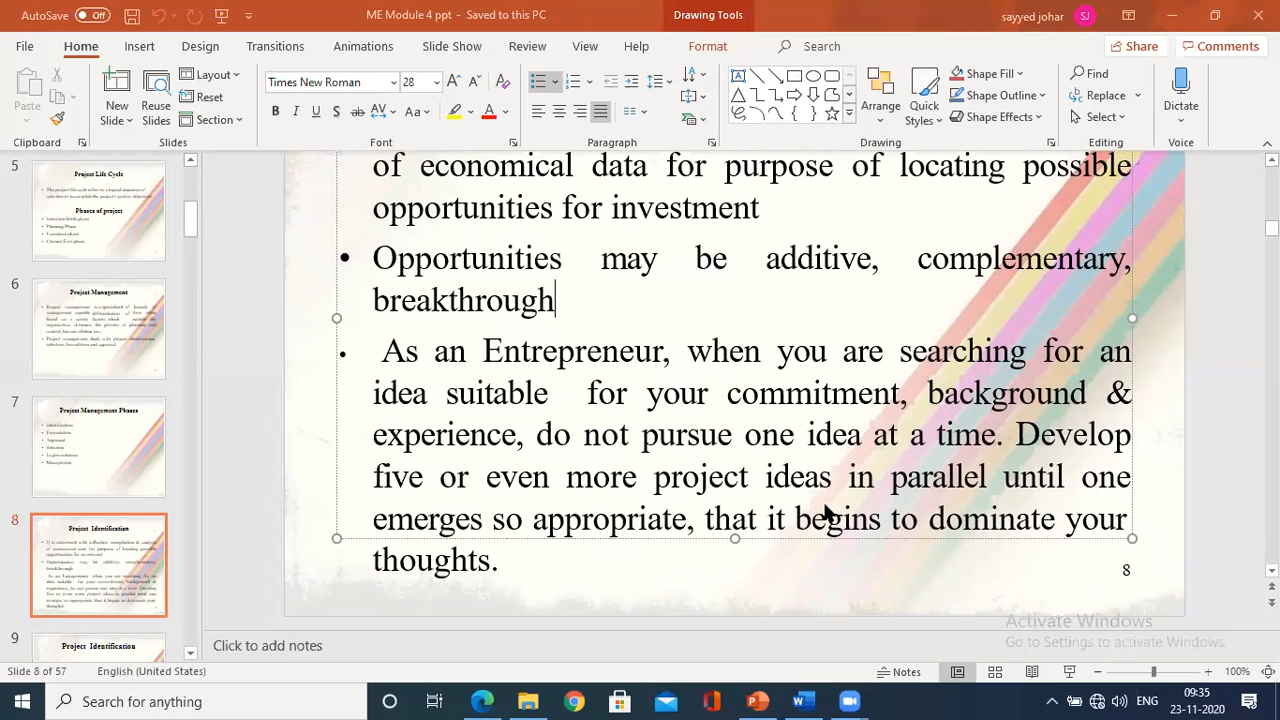 AutoSave Off ME Module 4 ppt - Saved to this PC Drawing Tools sayyed johar SJ
File Home Insert Design Transitions Animations Slide Show Review View Help Format Search Share Comments
Paste New Slide Reuse Slides Layout Reset Section Times New Roman 28 Arrange Quick Styles Shape Fill Shape Outline Shape Effects Find Replace Select Dictate
Clipboard Slides Font Paragraph Drawing Editing Voice
5
Project Life Cycle
Phases of project
6
Project Management
7
Project Management Phases
8
Project Identification
9
Project Identification
of economical data for purpose of locating possible
opportunities for investment
• Opportunities may be additive, complementary,
breakthrough
• As an Entrepreneur, when you are searching for an
idea suitable for your commitment, background &
experience, do not pursue one idea at a time. Develop
five or even more project ideas in parallel until one
emerges so appropriate, that it begins to dominate your
thoughts.
8
Activate Windows
Go to Settings to activate Windows.
Click to add notes
Slide 8 of 57 English (United States) Notes 100%
Search for anything ENG 09:35
23-11-2020